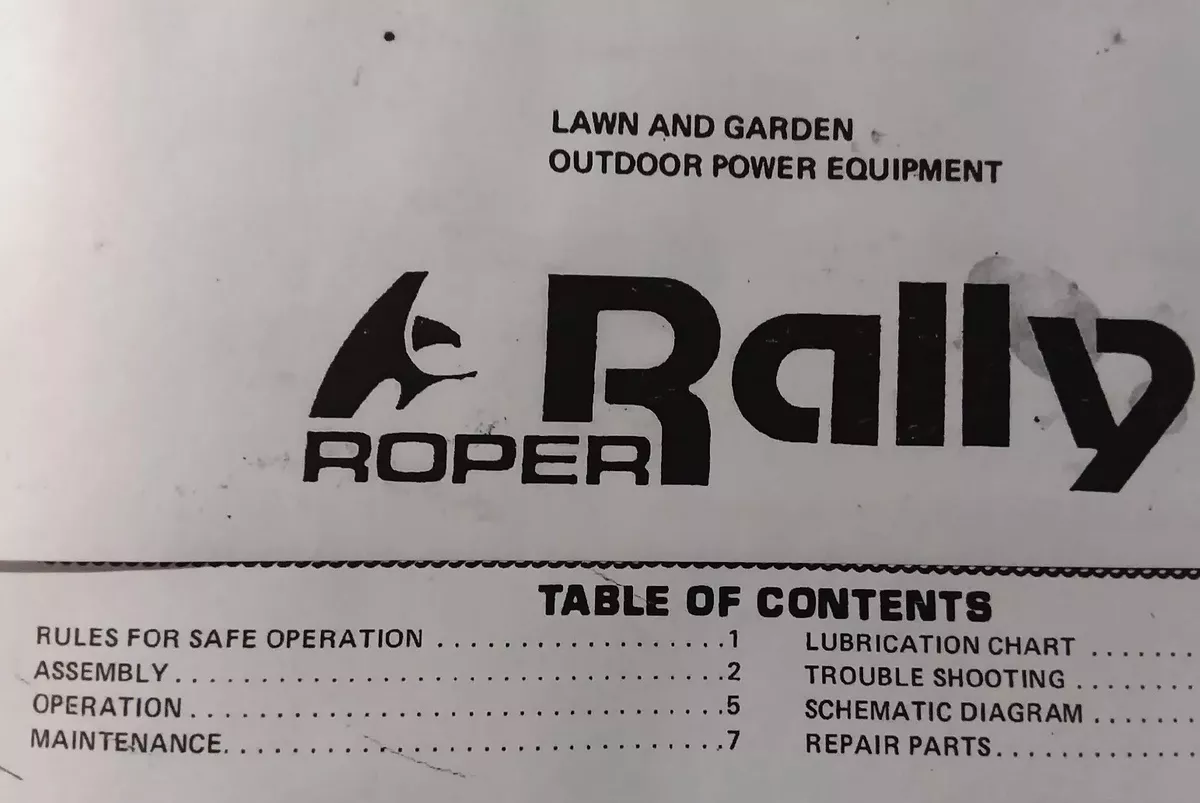 LAWN AND GARDEN
OUTDOOR POWER EQUIPMENT
Rally
ROPER
TABLE OF CONTENTS
RULES FOR SAFE OPERATION . . . . . . . . . . . . . . . . . .1
ASSEMBLY. . . . . . . . . . . . . . . . . . . . . . . . . . . . . . . . . .2
OPERATION . . . . . . . . . . . . . . . . . . . . . . . . . . . . . . . . .5
MAINTENANCE. . . . . . . . . . . . . . . . . . . . . . . . . . . . . . .7
LUBRICATION CHART . . . . . . .
TROUBLE SHOOTING . . . . . . . .
SCHEMATIC DIAGRAM . . . . . . .
REPAIR PARTS. . . . . . . . . . . . .